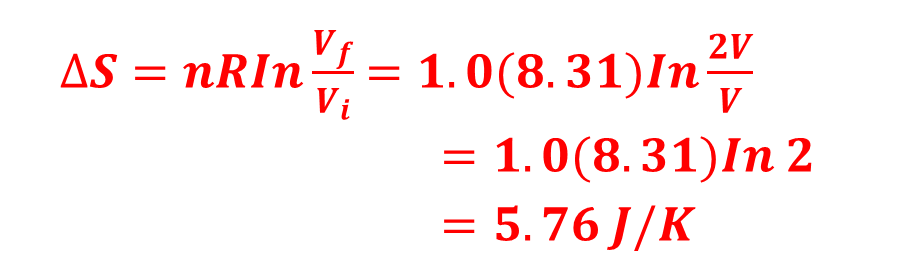 ΔS = nRIn V_f/V_i = 1.0(8.31)In 2V/V
= 1.0(8.31)In 2
= 5.76 J/K